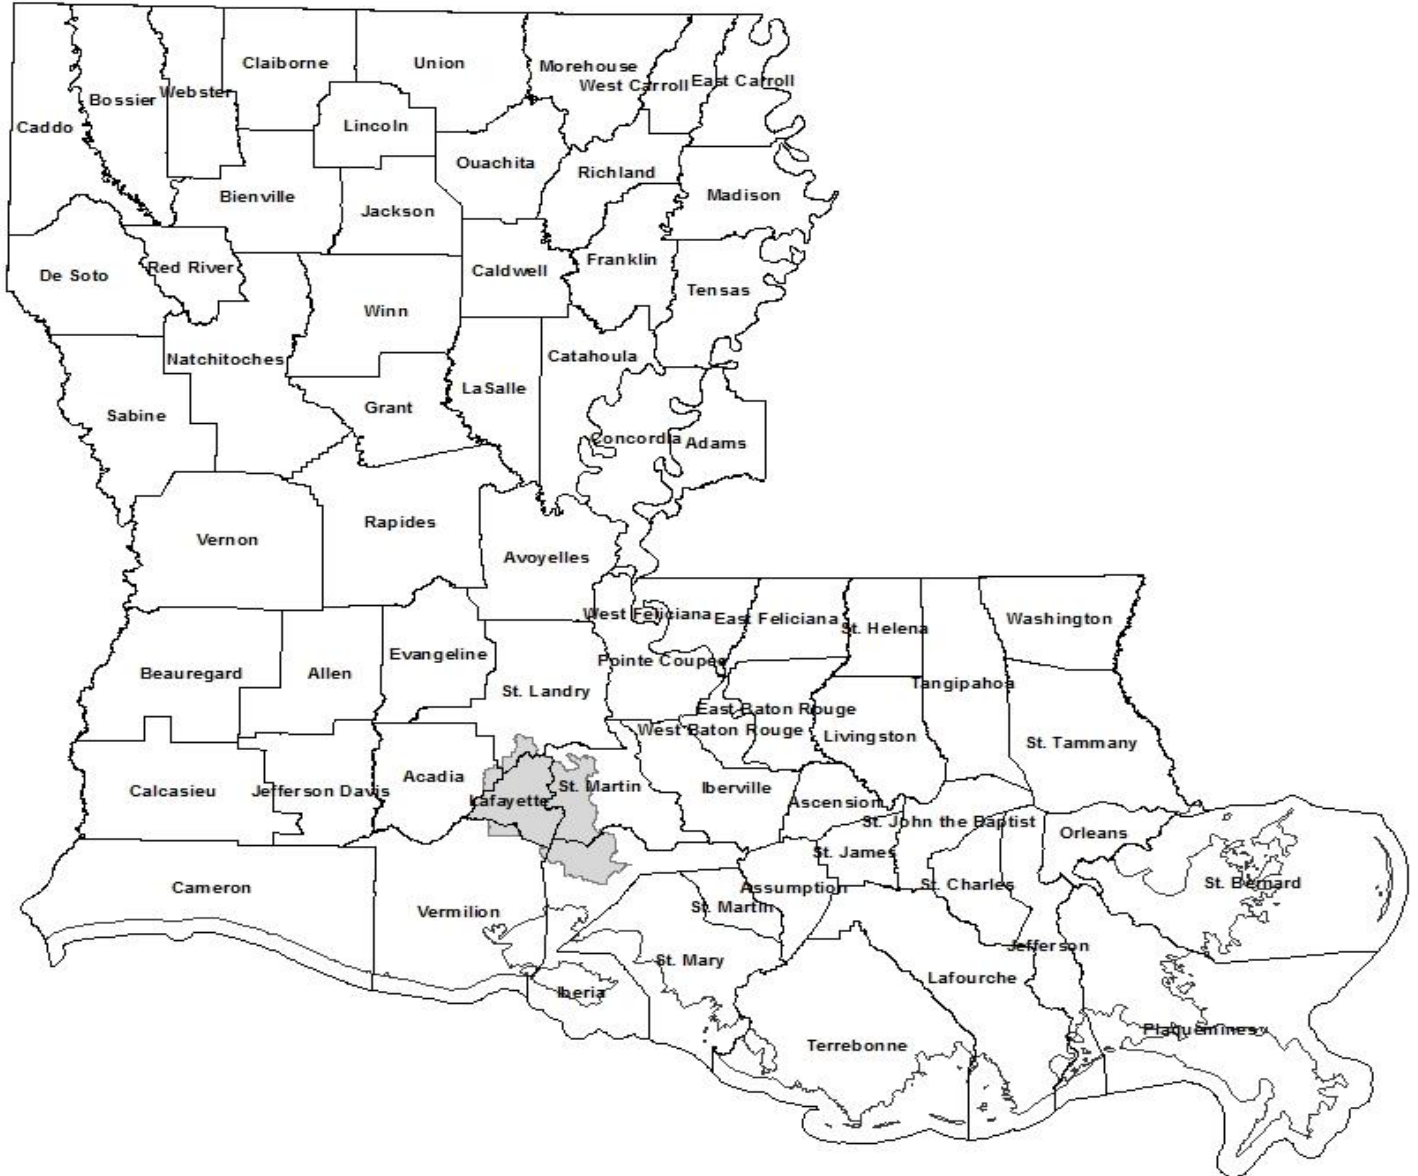 Claiborne
Union
Morehouse
West Carroll
East Carroll
Webster
Bossier
Caddo
Lincoln
Ouachita
Richland
Madison
Bienville
Jackson
Franklin
De Soto
Red River
Caldwell
Tensas
Winn
Natchitoches
Catahoula
LaSalle
Sabine
Grant
Concordia
Adams
Rapides
Vernon
Avoyelles
West Feliciana
East Feliciana
St. Helena
Washington
Evangeline
Pointe Coupee
Beauregard
Allen
St. Landry
Tangipahoa
East Baton Rouge
West Baton Rouge
Livingston
St. Tammany
Acadia
Calcasieu
Jefferson Davis
Lafayette
St. Martin
Iberville
Ascension
St. John the Baptist
Orleans
St. James
Cameron
Assumption
St. Charles
St. Bernard
Vermilion
St. Martin
Jefferson
St. Mary
Lafourche
Iberia
Plaquemines
Terrebonne